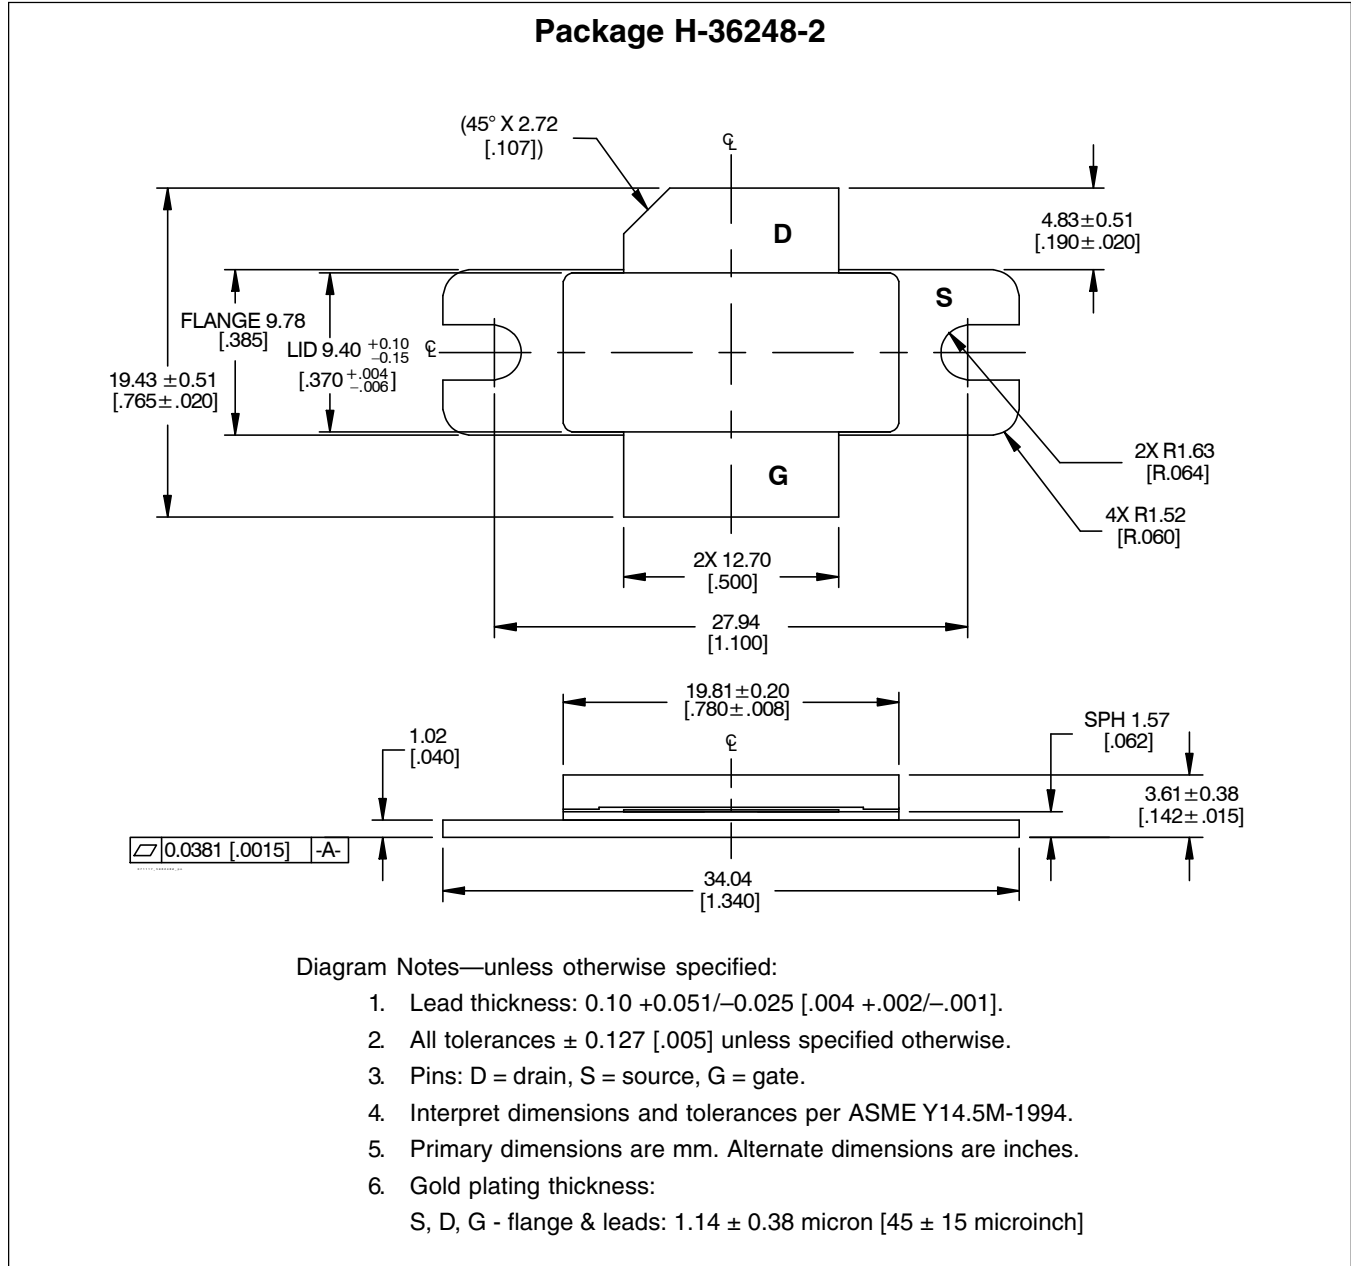 Package H-36248-2
(45° X 2.72
[.107])
℄
D
4.83±0.51
[.190±.020]
S
FLANGE 9.78
[.385]
LID 9.40 +0.10
–0.15
℄
[.370 +.004
–.006]
19.43 ±0.51
[.765±.020]
G
2X R1.63
[R.064]
4X R1.52
[R.060]
2X 12.70
[.500]
27.94
[1.100]
19.81±0.20
[.780±.008]
SPH 1.57
[.062]
1.02
[.040]
℄
3.61±0.38
[.142±.015]
⏥ 0.0381 [.0015] -A-
34.04
[1.340]
Diagram Notes—unless otherwise specified:
1. Lead thickness: 0.10 +0.051/–0.025 [.004 +.002/–.001].
2. All tolerances ± 0.127 [.005] unless specified otherwise.
3. Pins: D = drain, S = source, G = gate.
4. Interpret dimensions and tolerances per ASME Y14.5M-1994.
5. Primary dimensions are mm. Alternate dimensions are inches.
6. Gold plating thickness:
S, D, G - flange & leads: 1.14 ± 0.38 micron [45 ± 15 microinch]